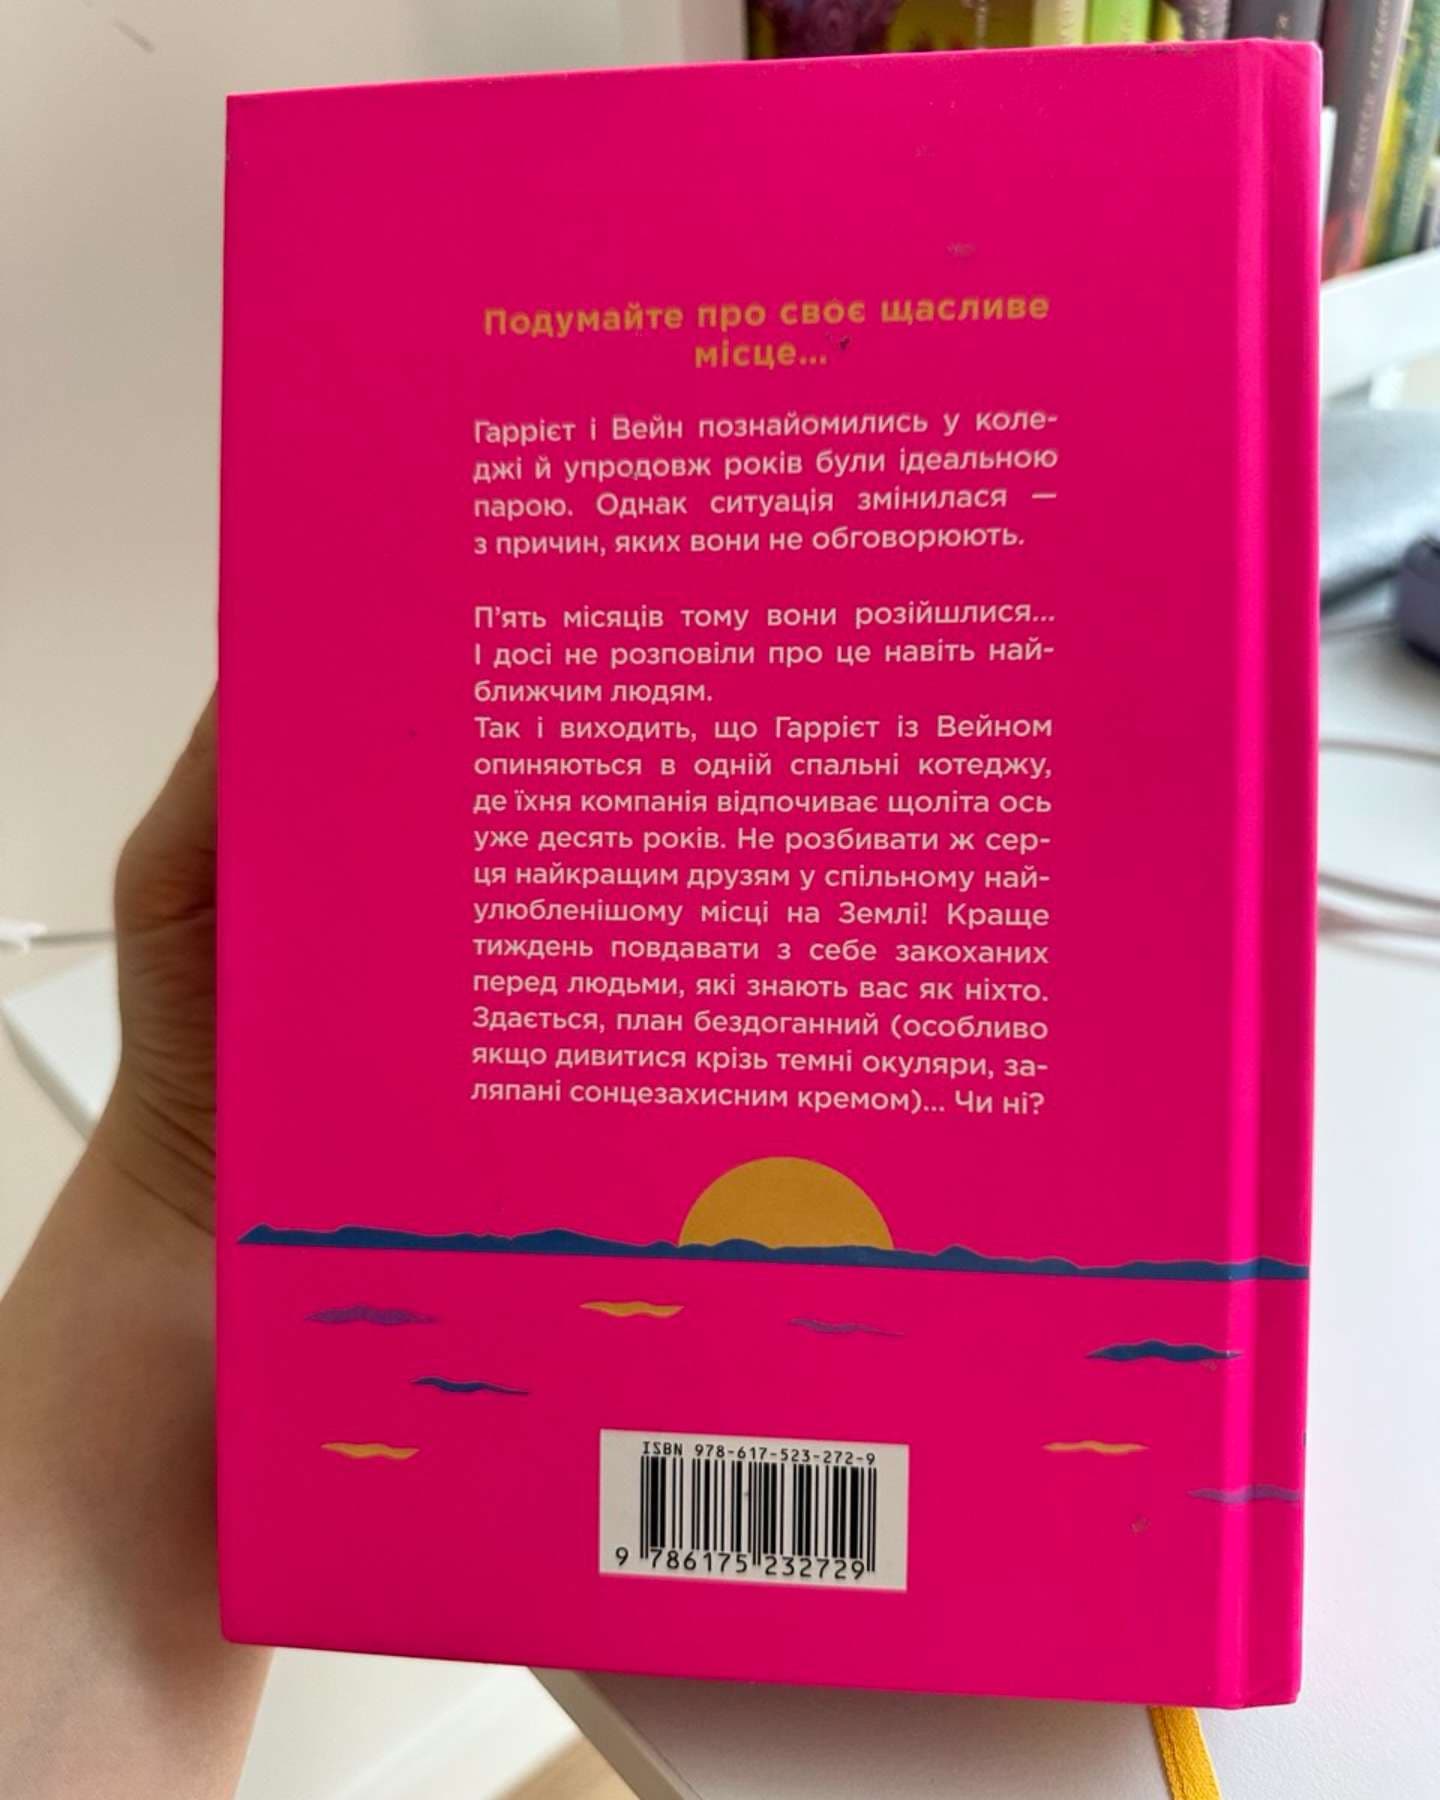 Подумайте про своє щасливе
місце...
Гаррієт і Вейн познайомились у коле-
джі й упродовж років були ідеальною
парою. Однак ситуація змінилася —
з причин, яких вони не обговорюють.
П'ять місяців тому вони розійшлися...
І досі не розповіли про це навіть най-
ближчим людям.
Так і виходить, що Гаррієт із Вейном
опиняються в одній спальні котеджу,
де їхня компанія відпочиває щоліта ось
уже десять років. Не розбивати ж сер-
ця найкращим друзям у спільному най-
улюбленішому місці на Землі! Краще
тиждень повдавати з себе закоханих
перед людьми, які знають вас як ніхто.
Здається, план бездоганний (особливо
якщо дивитися крізь темні окуляри, за-
ляпані сонцезахисним кремом)... Чи ні?
ISBN 978-617-523-272-9
9 786175 232729